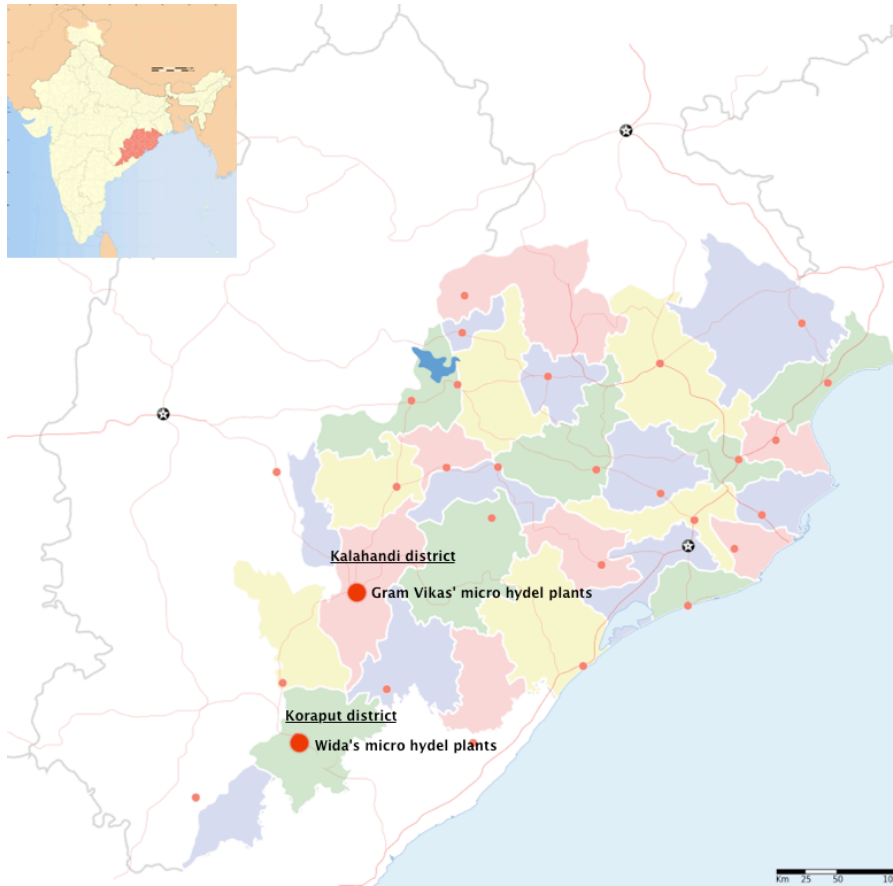 Kalahandi district
Gram Vikas' micro hydel plants
Koraput district
Wida's micro hydel plants
Km 25 50